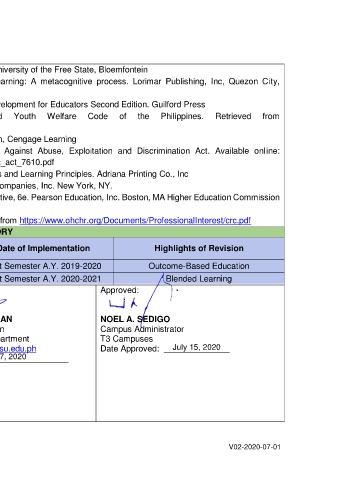 niversity of the Free State, Bloemfontein
earning: A metacognitive process. Lorimar Publishing, Inc, Quezon City,
velopment for Educators Second Edition. Guilford Press
d Youth Welfare Code of the Philippines. Retrieved from
n, Cengage Learning
Against Abuse, Exploitation and Discrimination Act. Available online:
c_act_7610.pdf
s and Learning Principles. Adriana Printing Co., Inc
ompanies, Inc. New York, NY.
tive, 6e. Pearson Education, Inc. Boston, MA Higher Education Commission
from https://www.ohchr.org/Documents/ProfessionalInterest/crc.pdf
ORY
Date of Implementation Highlights of Revision
t Semester A.Y. 2019-2020 Outcome-Based Education
t Semester A.Y. 2020-2021 Blended Learning
Approved:
AN NOEL A. SEDIGO
n Campus Administrator
artment T3 Campuses
su.edu.ph Date Approved: July 15, 2020
7, 2020
V02-2020-07-01